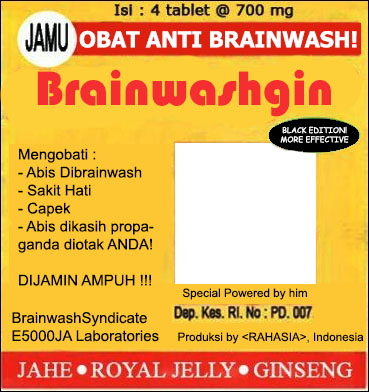 Isi : 4 tablet @ 700 mg
JAMU OBAT ANTI BRAINWASH!
Brainwashgin
BLACK EDITION!
MORE EFFECTIVE
Mengobati :
- Abis Dibrainwash
- Sakit Hati
- Capek
- Abis dikasih propa-
ganda diotak ANDA!
DIJAMIN AMPUH !!!
Special Powered by him
Dep. Kes. RI. No : PD. 007
BrainwashSyndicate
E5000JA Laboratories
Produksi by <RAHASIA>, Indonesia
JAHE • ROYAL JELLY • GINSENG